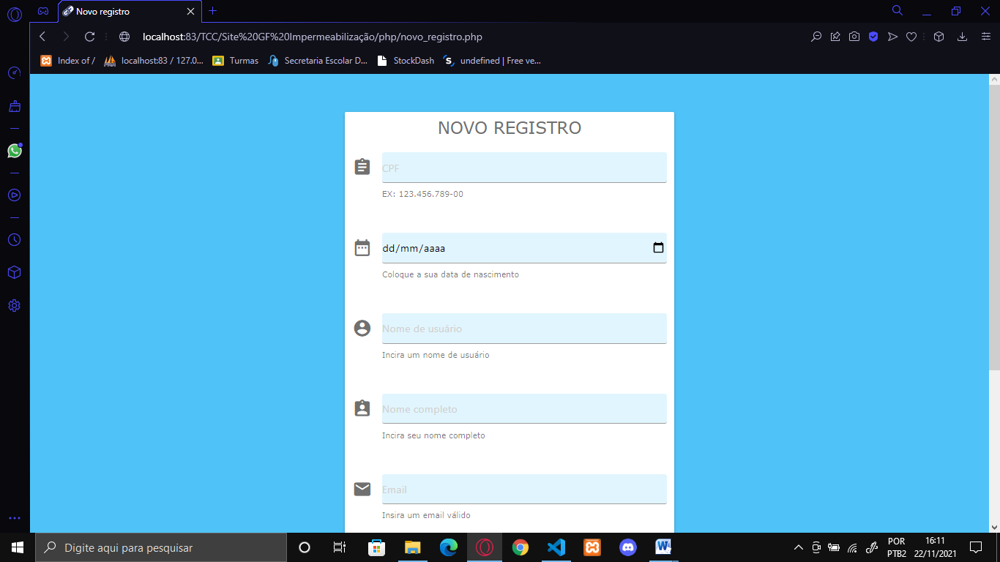 Novo registro
localhost:83/TCC/Site%20GF%20Impermeabilização/php/novo_registro.php
Index of / localhost:83 / 127.0... Turmas Secretaria Escolar D... StockDash undefined | Free ve...
NOVO REGISTRO
CPF
EX: 123.456.789-00
dd/mm/aaaa
Coloque a sua data de nascimento
Nome de usuário
Incira um nome de usuário
Nome completo
Incira seu nome completo
Email
Insira um email válido
Digite aqui para pesquisar
POR 16:11
PTB2 22/11/2021